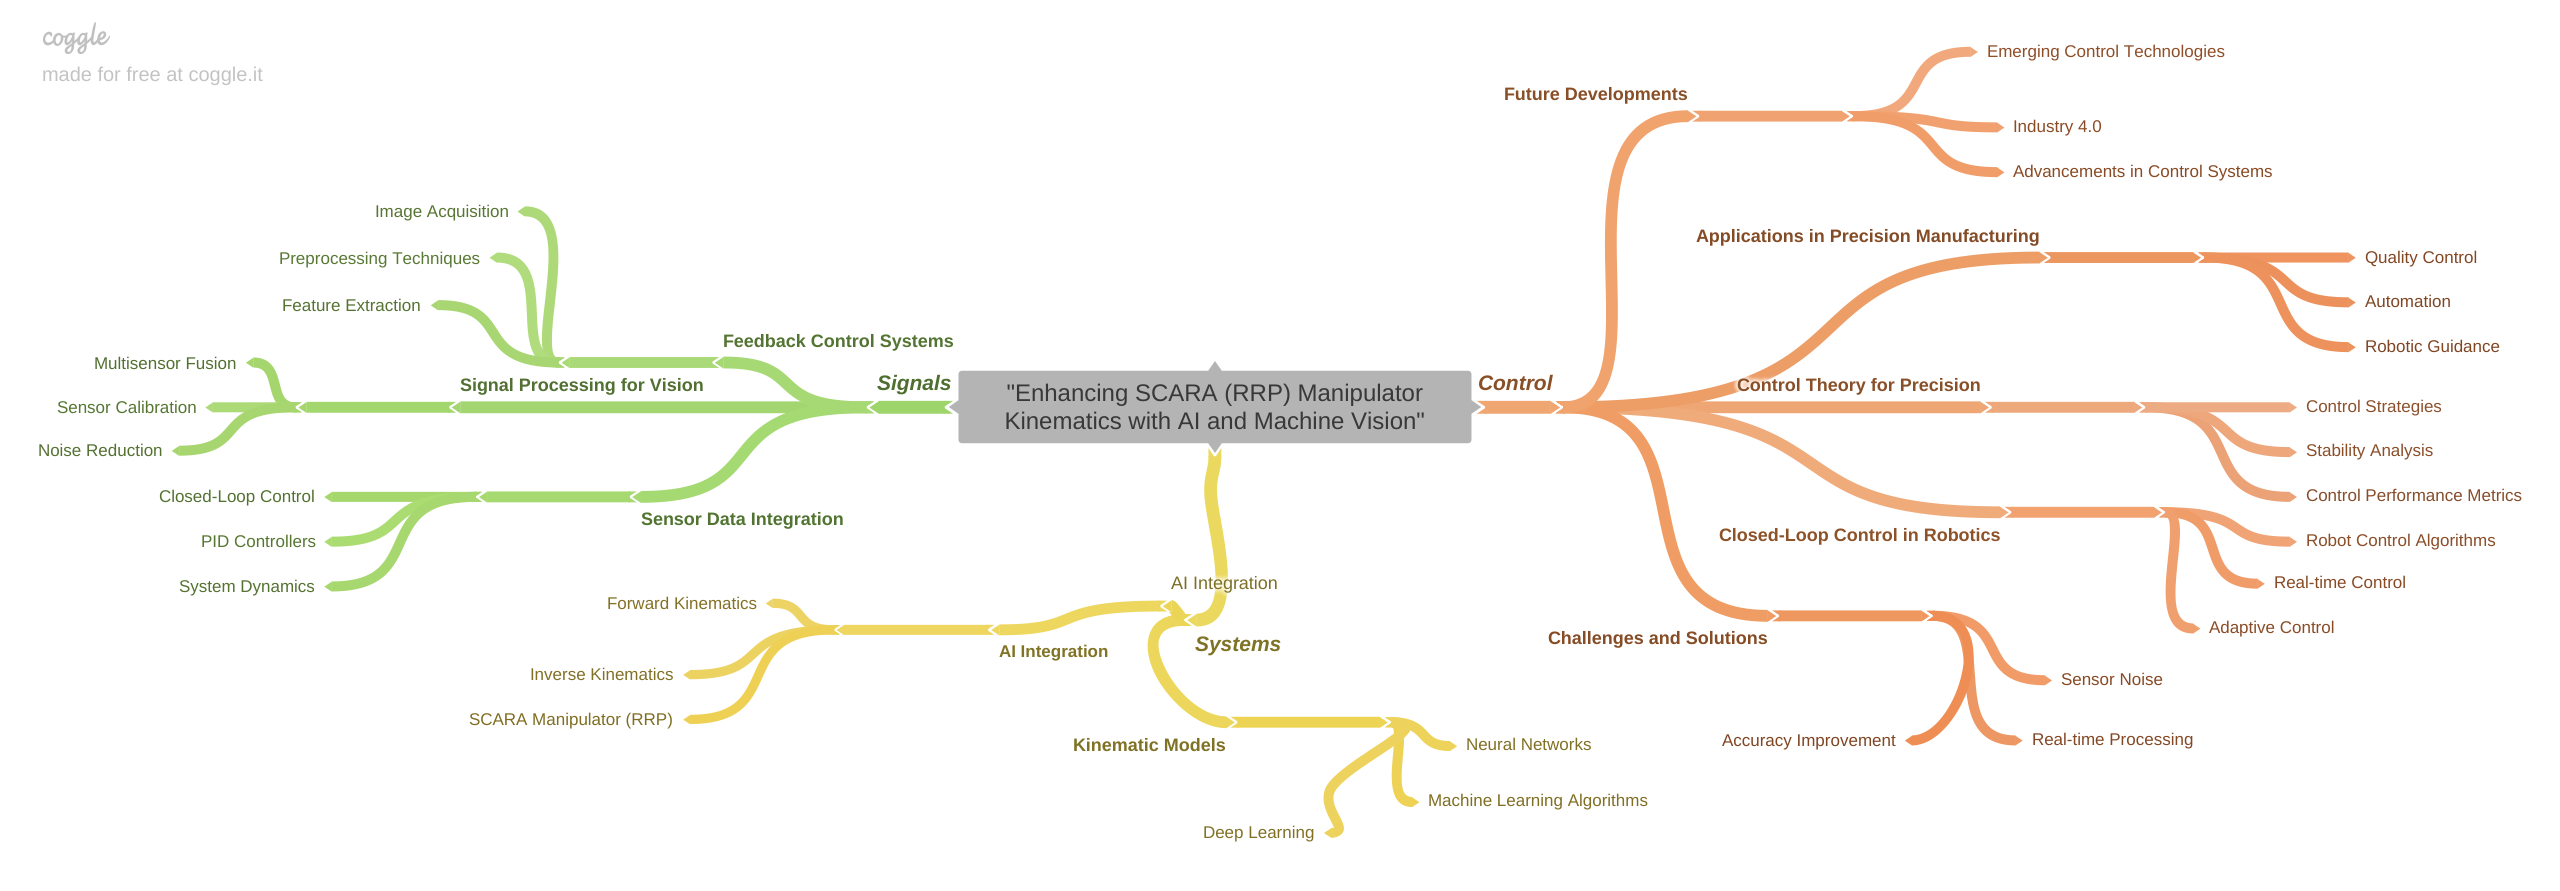 coggle
made for free at coggle.it
"Enhancing SCARA (RRP) Manipulator
Kinematics with AI and Machine Vision"
Control
Future Developments
Emerging Control Technologies
Industry 4.0
Advancements in Control Systems
Applications in Precision Manufacturing
Quality Control
Automation
Robotic Guidance
Control Theory for Precision
Control Strategies
Stability Analysis
Control Performance Metrics
Closed-Loop Control in Robotics
Robot Control Algorithms
Real-time Control
Adaptive Control
Challenges and Solutions
Sensor Noise
Real-time Processing
Accuracy Improvement
Signals
Feedback Control Systems
Image Acquisition
Preprocessing Techniques
Feature Extraction
Signal Processing for Vision
Multisensor Fusion
Sensor Calibration
Noise Reduction
Sensor Data Integration
Closed-Loop Control
PID Controllers
System Dynamics
Systems
AI Integration
AI Integration
Forward Kinematics
Inverse Kinematics
SCARA Manipulator (RRP)
Kinematic Models
Neural Networks
Machine Learning Algorithms
Deep Learning